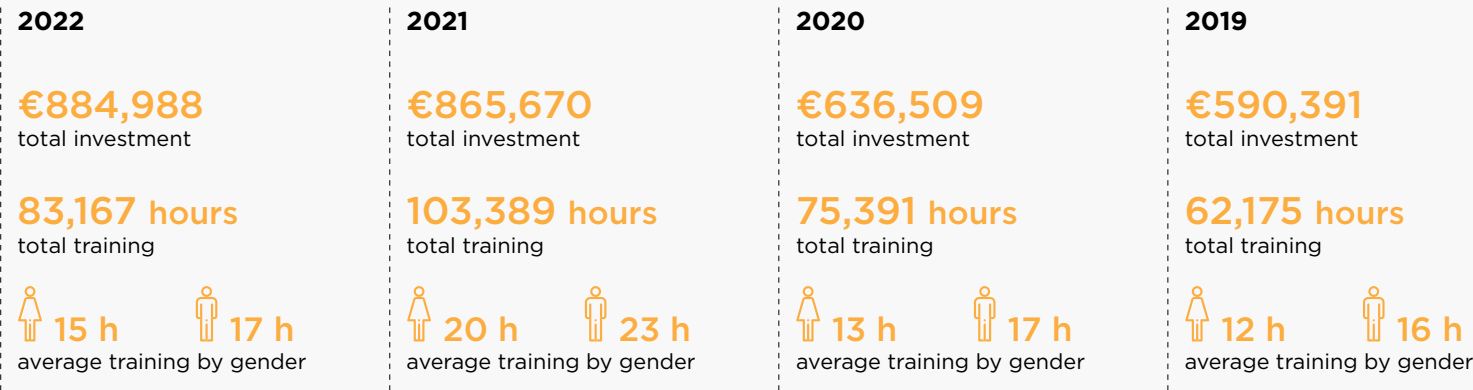 2022
€884,988
total investment
83,167 hours
total training
15 h 17 h
average training by gender
2021
€865,670
total investment
103,389 hours
total training
20 h 23 h
average training by gender
2020
€636,509
total investment
75,391 hours
total training
13 h 17 h
average training by gender
2019
€590,391
total investment
62,175 hours
total training
12 h 16 h
average training by gender